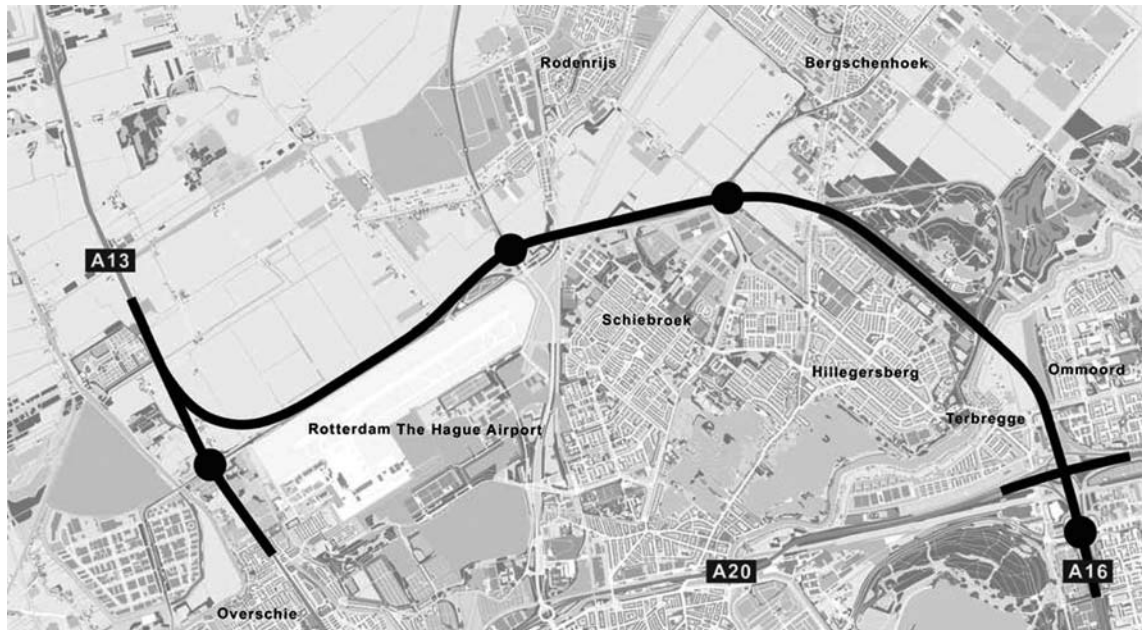 Rodenrijs
Bergschenhoek
A13
Schiebroek
Hillegersberg
Ommoord
Terbregge
Rotterdam The Hague Airport
A20
A16
Overschie